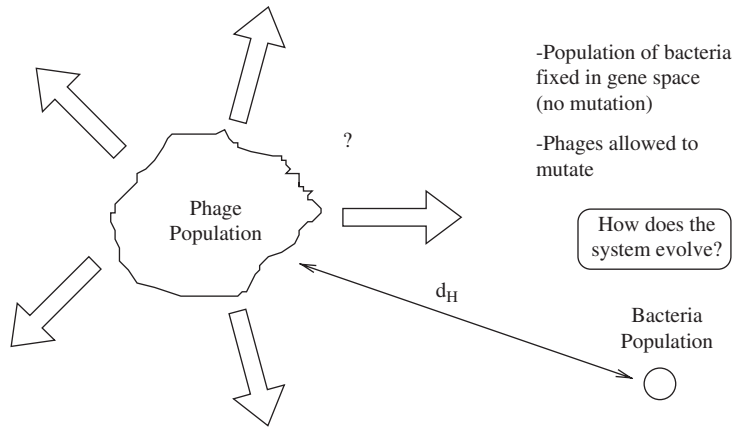 -Population of bacteria
fixed in gene space
(no mutation)
-Phages allowed to
mutate
?
Phage
Population
How does the
system evolve?
d_H
Bacteria
Population